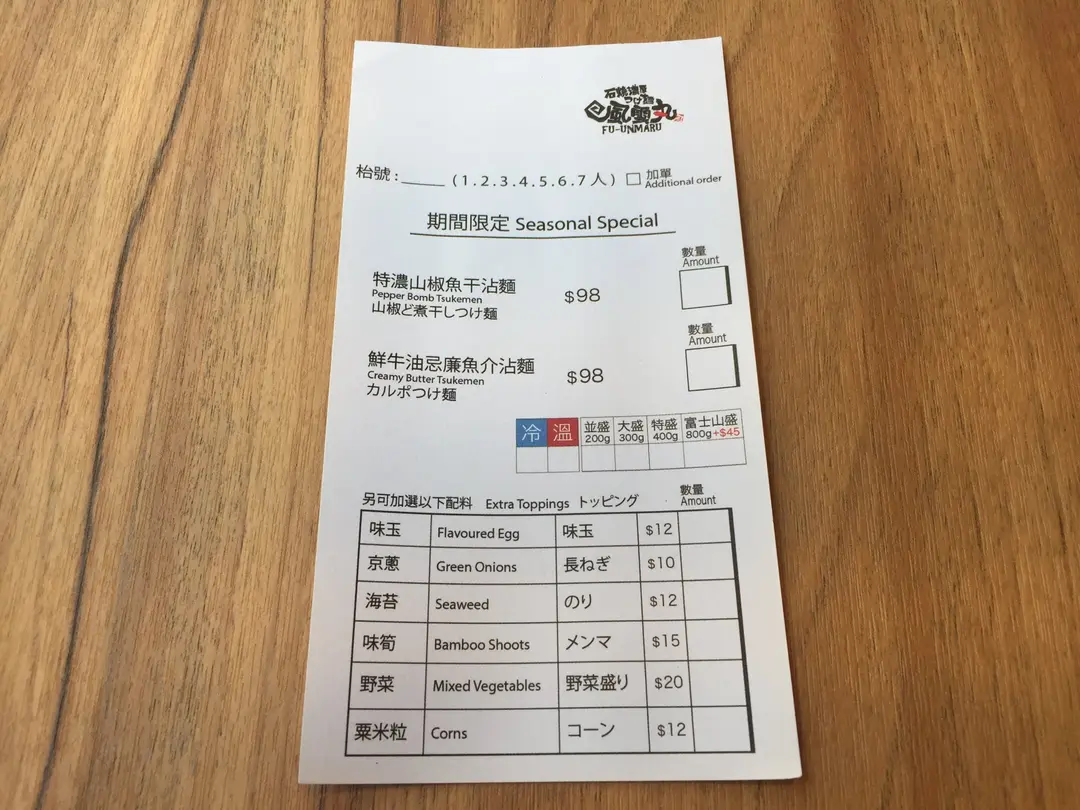 石焼濃厚
つけ麺
風雲丸
FU-UNMARU
枱號:_____ (1.2.3.4.5.6.7人) □ 加單
Additional order
期間限定 Seasonal Special
數量
Amount
特濃山椒魚干沾麵
Pepper Bomb Tsukemen
山椒ど煮干しつけ麺
$98
數量
Amount
鮮牛油忌廉魚介沾麵
Creamy Butter Tsukemen
カルボつけ麺
$98
冷 溫 並盛 200g 大盛 300g 特盛 400g 富士山盛 800g+$45
另可加選以下配料 Extra Toppings トッピング 數量 Amount
味玉 Flavoured Egg 味玉 $12
京蔥 Green Onions 長ねぎ $10
海苔 Seaweed のり $12
味筍 Bamboo Shoots メンマ $15
野菜 Mixed Vegetables 野菜盛り $20
粟米粒 Corns コーン $12